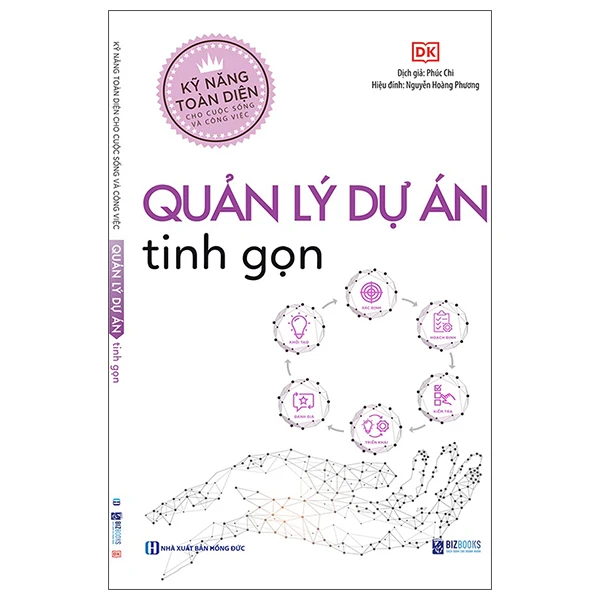 KỸ NĂNG TOÀN DIỆN CHO CUỘC SỐNG VÀ CÔNG VIỆC
QUẢN LÝ DỰ ÁN
tinh gọn
BIZBOOKS
DK
KỸ NĂNG
TOÀN DIỆN
CHO CUỘC SỐNG
VÀ CÔNG VIỆC
DK
Dịch giả: Phúc Chi
Hiệu đính: Nguyễn Hoàng Phương
QUẢN LÝ DỰ ÁN
tinh gọn
XÁC ĐỊNH
KHỞI TẠO
HOẠCH ĐỊNH
ĐÁNH GIÁ
KIỂM TRA
TRIỂN KHAI
NHÀ XUẤT BẢN HỒNG ĐỨC
BIZBOOKS